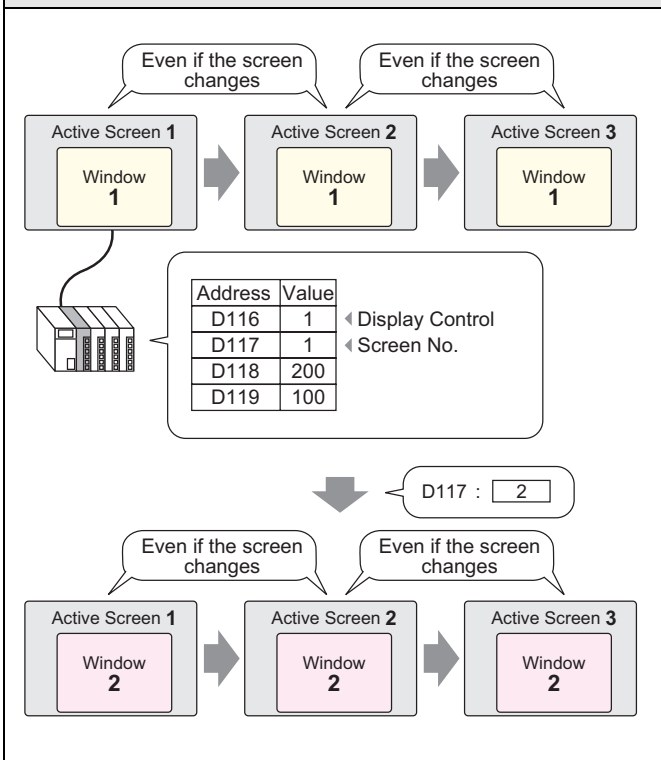 Even if the screen
changes
Even if the screen
changes
Active Screen 1
Active Screen 2
Active Screen 3
Window
1
Window
1
Window
1
Address Value
D116 1 Display Control
D117 1 Screen No.
D118 200
D119 100
D117 : 2
Even if the screen
changes
Even if the screen
changes
Active Screen 1
Active Screen 2
Active Screen 3
Window
2
Window
2
Window
2